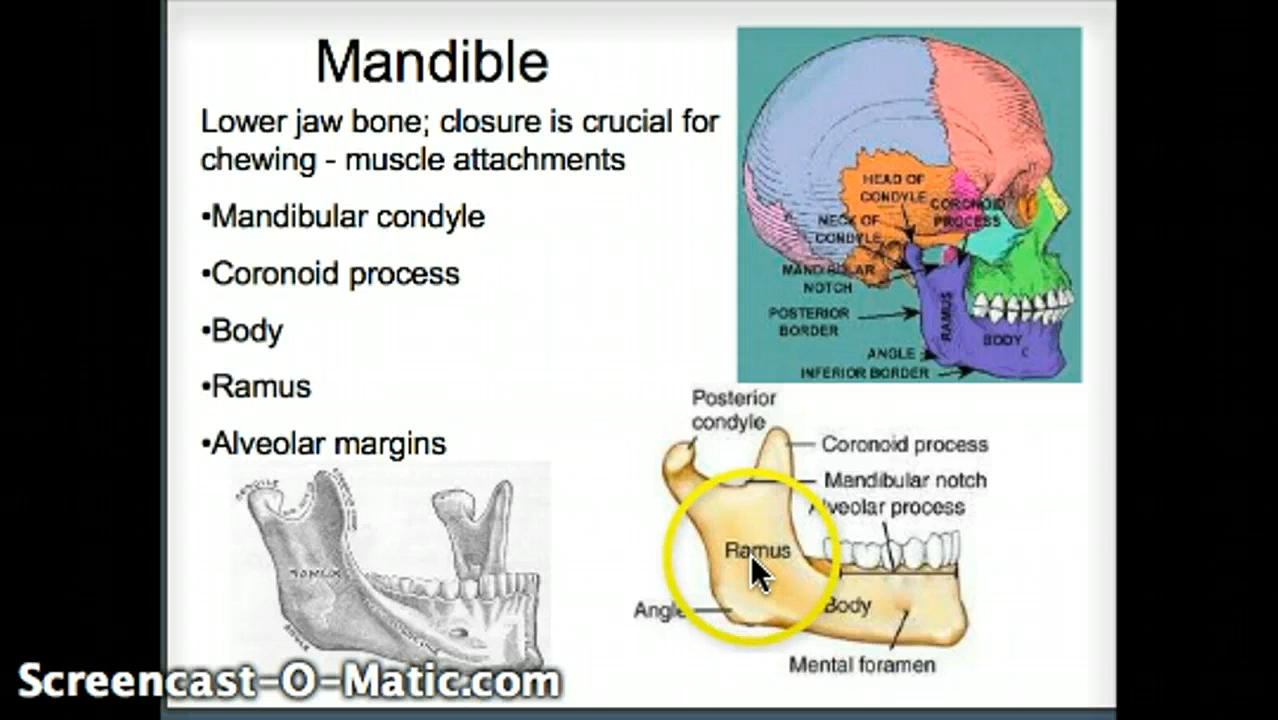 Mandible
Lower jaw bone; closure is crucial for
chewing - muscle attachments
•Mandibular condyle
•Coronoid process
•Body
•Ramus
•Alveolar margins
HEAD OF
CONDYLE
CORONOID
PROCESS
NECK OF
CONDYLE
MANDIBULAR
NOTCH
POSTERIOR
BORDER
RAMUS
BODY
ANGLE
INFERIOR BORDER
Posterior
condyle
Coronoid process
Mandibular notch
Alveolar process
Ramus
Angle
Body
Mental foramen
RAMUS
Screencast-O-Matic.com